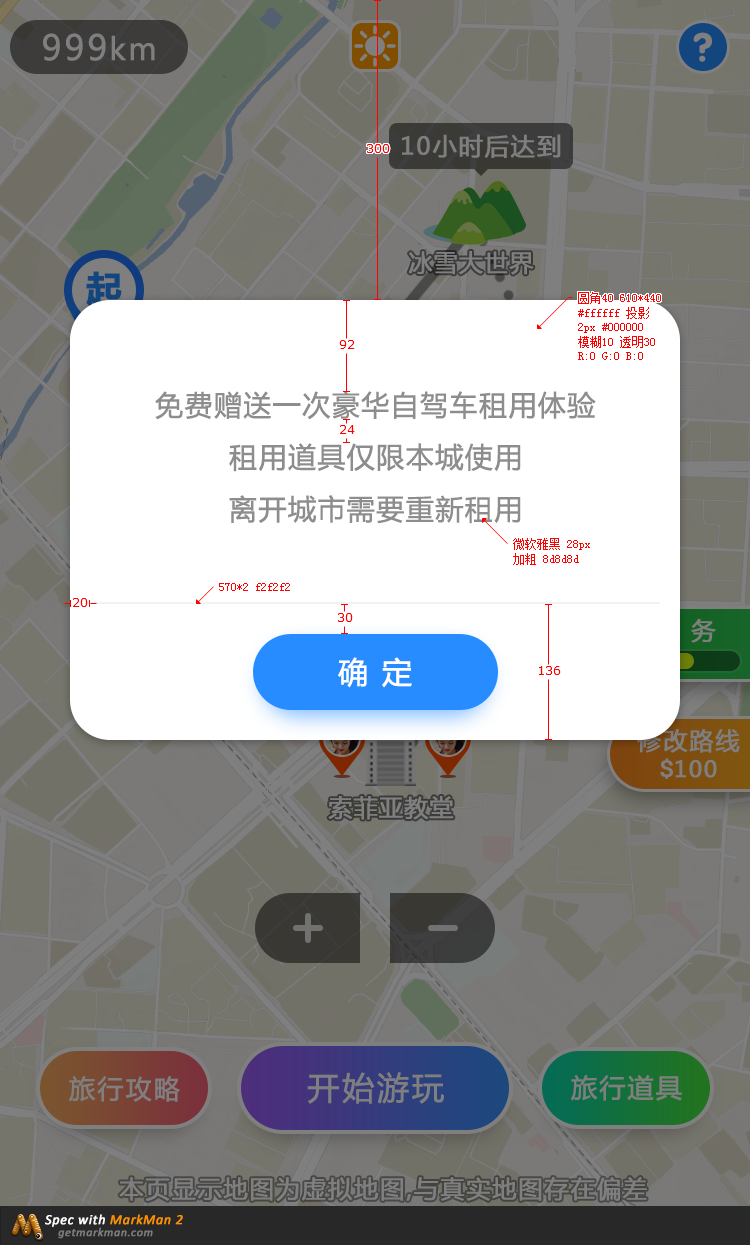 999km
?
300
10小时后达到
冰雪大世界
起
圆角40 610*440
#ffffff 投影
2px #000000
模糊10 透明30
R:0 G:0 B:0
92
免费赠送一次豪华自驾车租用体验
24
租用道具仅限本城使用
离开城市需要重新租用
微软雅黑 28px
加粗 8d8d8d
570*2 f2f2f2
20
30
务
确 定
136
修改路线
$100
索菲亚教堂
+
−
旅行攻略
开始游玩
旅行道具
本页显示地图为虚拟地图,与真实地图存在偏差
Spec with MarkMan 2
getmarkman.com